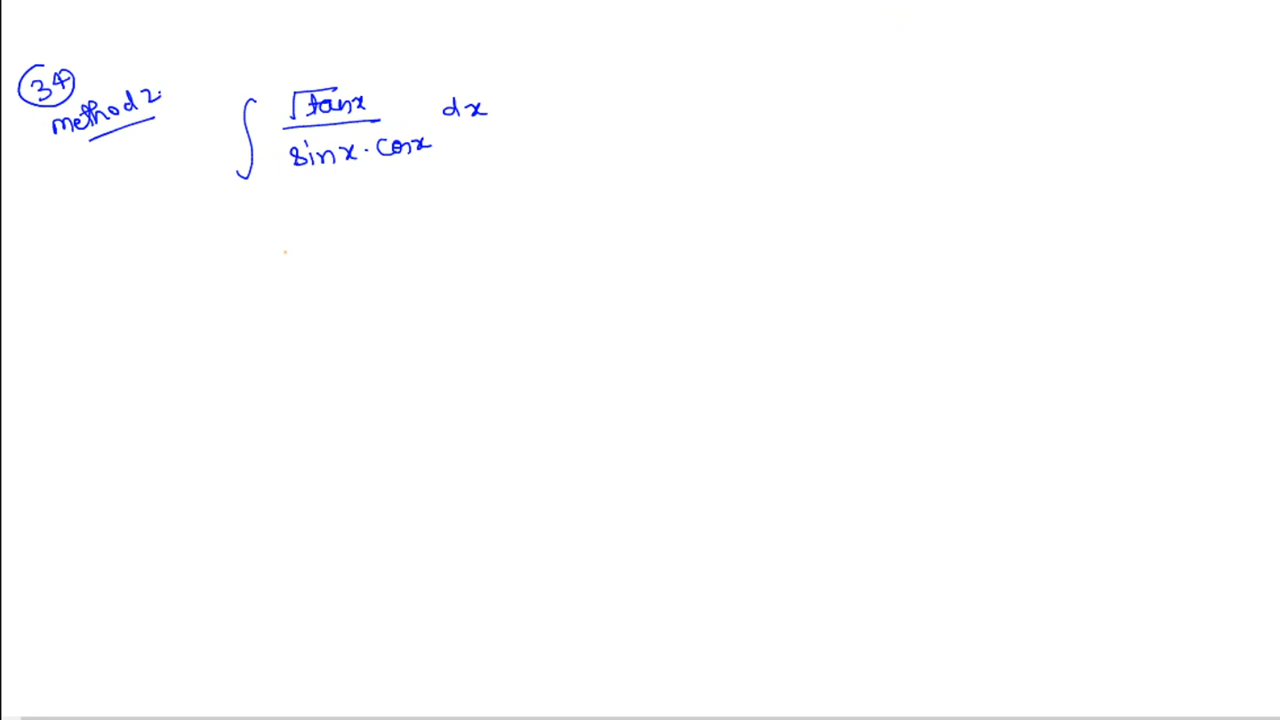 34
method 2.
∫ √tanx / sinx · cosx dx